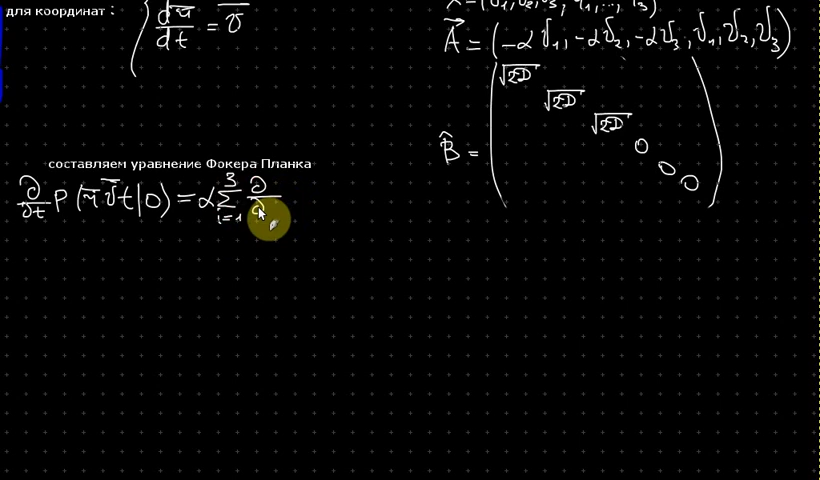 для координат :
dr̅/dt = v̅
A⃗ = (-αv₁, -αv₂, -αv₃, v₁, v₂, v₃)
B̂ =
√2D
√2D
√2D
0
0
0
составляем уравнение Фокера Планка
∂/∂t P(r̅ v̅ t|0) = α ∑ i=1 3 ∂/∂